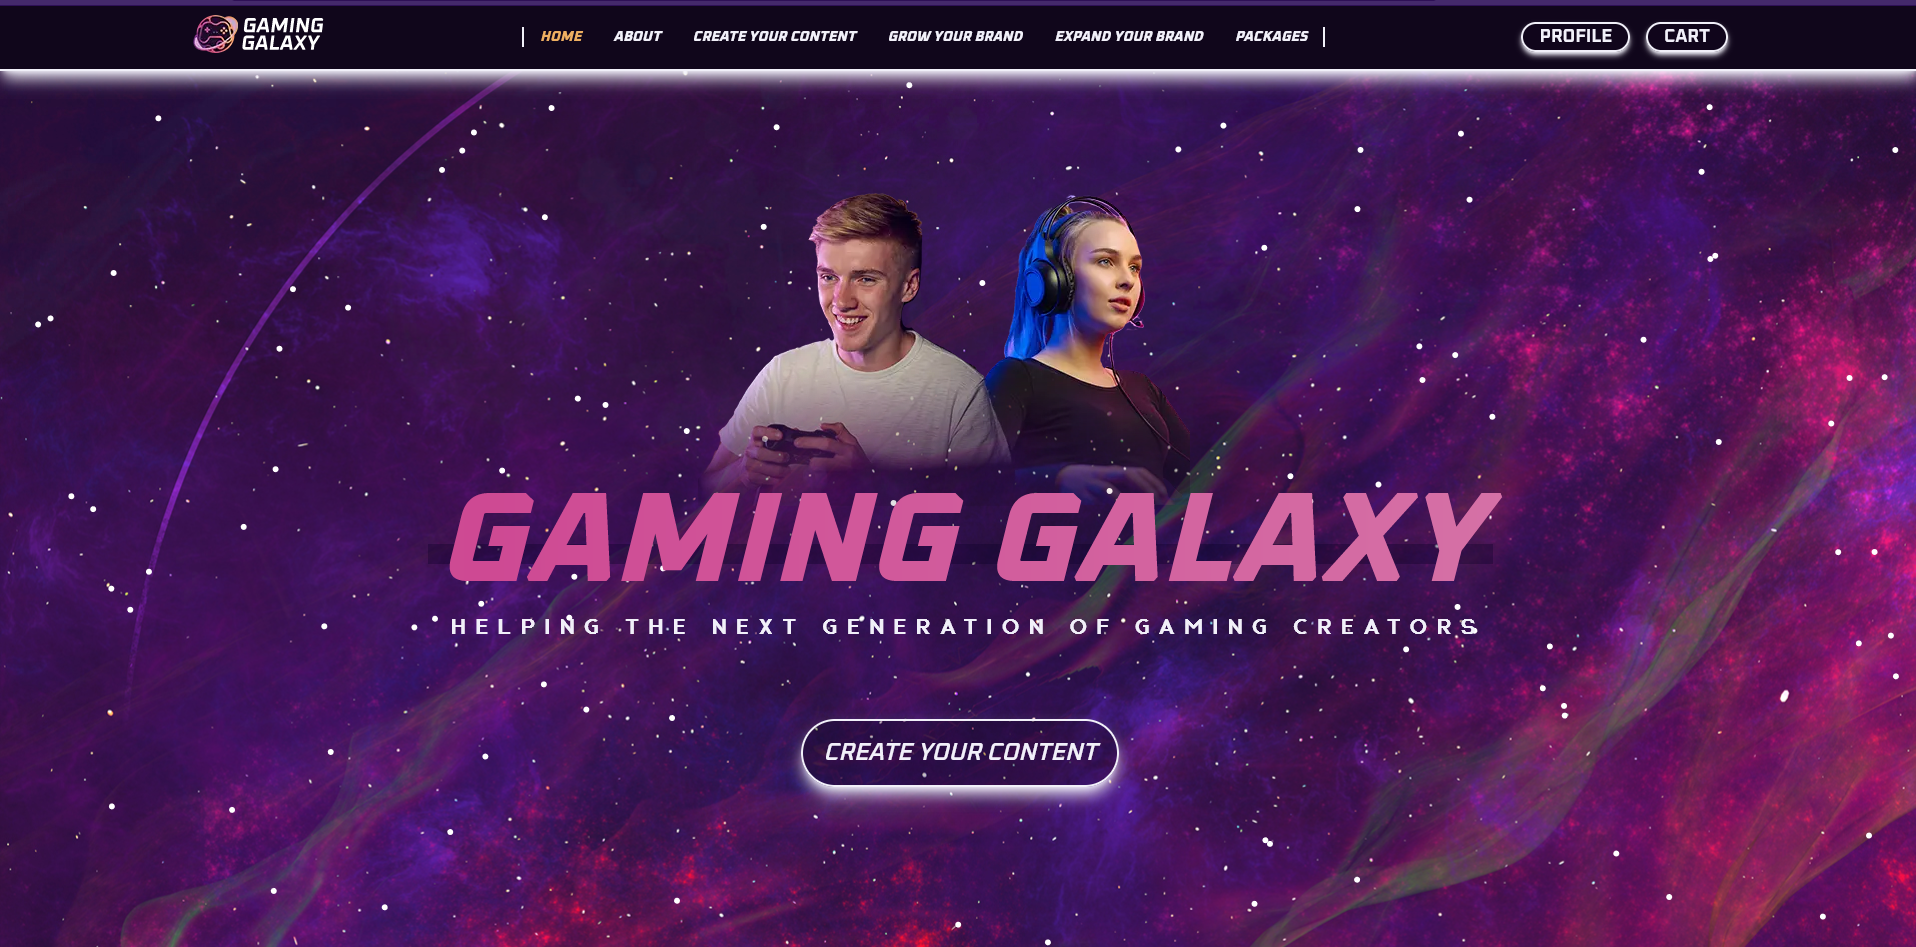 GAMING
GALAXY
HOME
ABOUT
CREATE YOUR CONTENT
GROW YOUR BRAND
EXPAND YOUR BRAND
PACKAGES
PROFILE
CART
GAMING GALAXY
HELPING THE NEXT GENERATION OF GAMING CREATORS
CREATE YOUR CONTENT